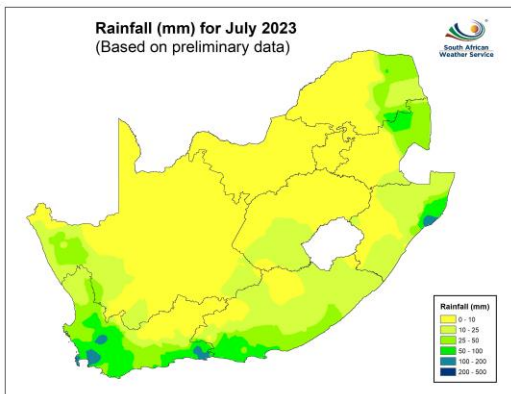 Rainfall (mm) for July 2023
(Based on preliminary data)
South African
Weather Service
Rainfall (mm)
0 - 10
10 - 25
25 - 50
50 - 100
100 - 200
200 - 500